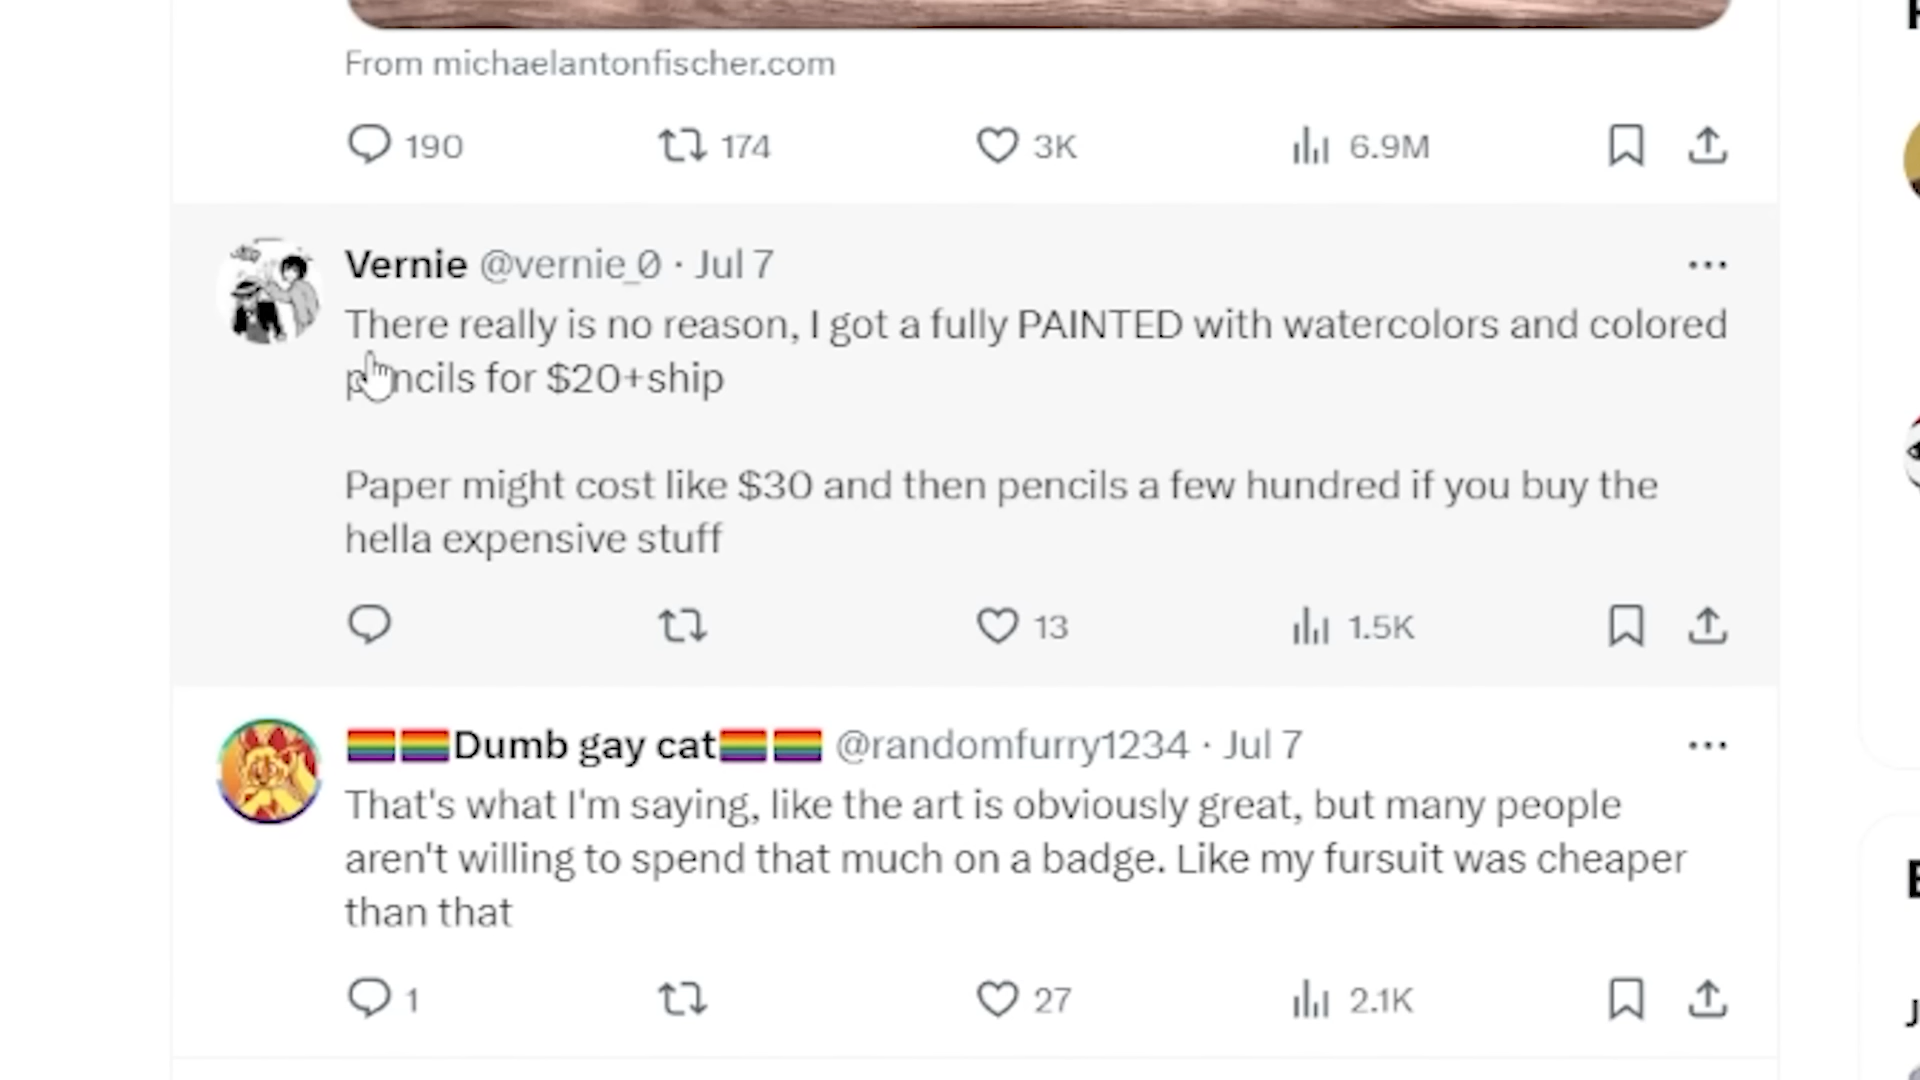 From michaelantonfischer.com
190 174 3K 6.9M
Vernie @vernie_0 · Jul 7
There really is no reason, I got a fully PAINTED with watercolors and colored
pencils for $20+ship
Paper might cost like $30 and then pencils a few hundred if you buy the
hella expensive stuff
13 1.5K
Dumb gay cat @randomfurry1234 · Jul 7
That's what I'm saying, like the art is obviously great, but many people
aren't willing to spend that much on a badge. Like my fursuit was cheaper
than that
1 27 2.1K